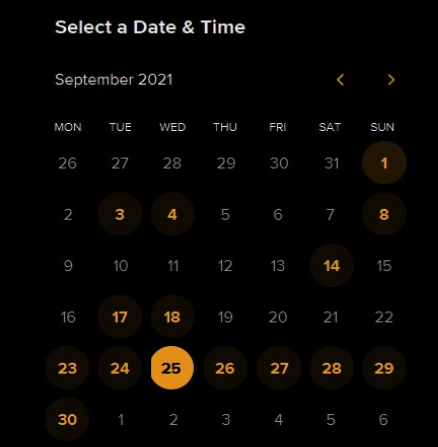 Select a Date & Time
September 2021
MON TUE WED THU FRI SAT SUN
26 27 28 29 30 31 1
2 3 4 5 6 7 8
9 10 11 12 13 14 15
16 17 18 19 20 21 22
23 24 25 26 27 28 29
30 1 2 3 4 5 6